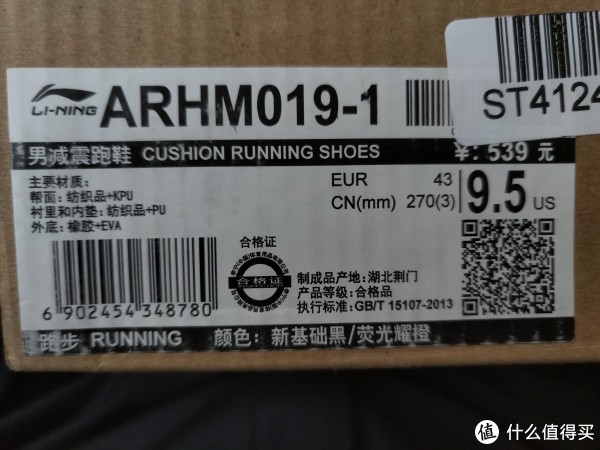 LI-NING ARHM019-1
ST4124
男减震跑鞋 CUSHION RUNNING SHOES ¥: 539 元
主要材质:
帮面: 纺织品+KPU
衬里和内垫: 纺织品+PU
外底: 橡胶+EVA
EUR 43
CN(mm) 270(3)
9.5 US
合格证
合格证
6 902454 348780
制成品产地: 湖北荆门
产品等级: 合格品
执行标准: GB/T 15107-2013
跑步 RUNNING 颜色: 新基础黑/荧光耀橙
值 什么值得买